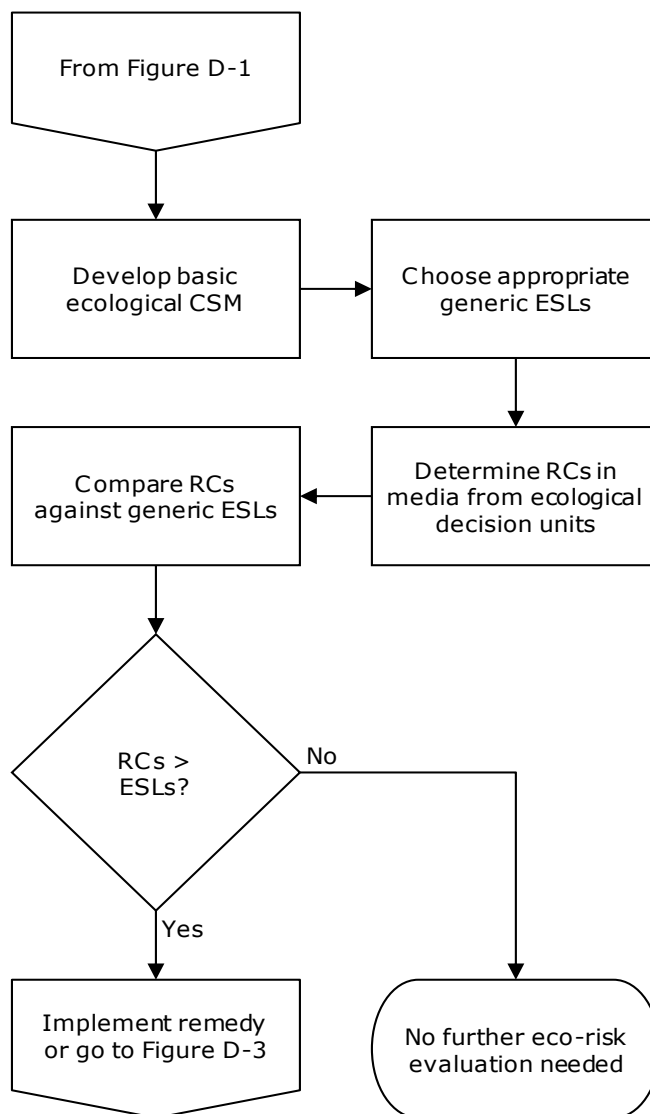 From Figure D-1
Develop basic
ecological CSM
Choose appropriate
generic ESLs
Determine RCs in
media from ecological
decision units
Compare RCs
against generic ESLs
RCs >
ESLs?
No
Yes
Implement remedy
or go to Figure D-3
No further eco-risk
evaluation needed